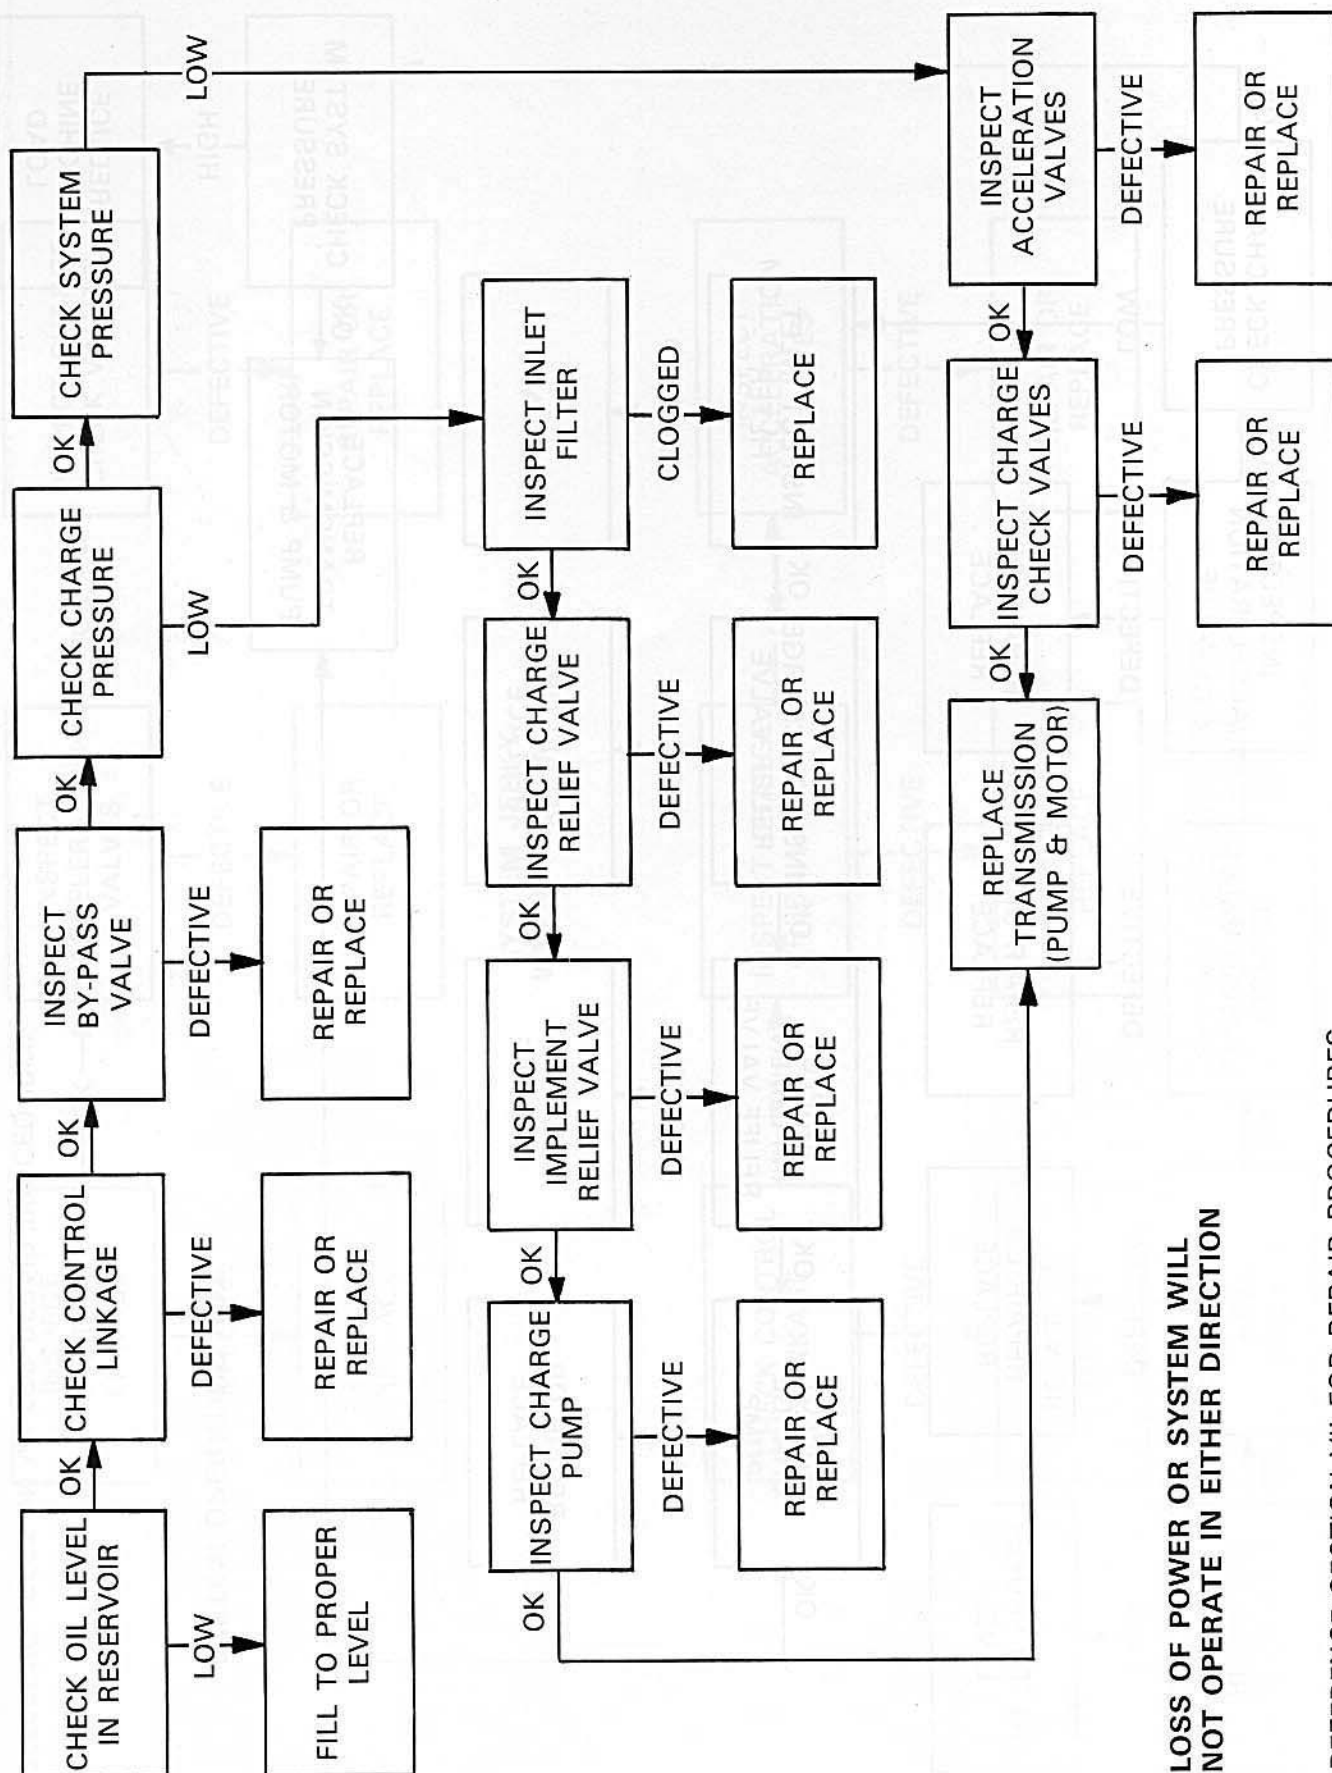 CHECK OIL LEVEL
IN RESERVOIR
OK
CHECK CONTROL
LINKAGE
OK
INSPECT
BY-PASS
VALVE
OK
CHECK CHARGE
PRESSURE
OK
CHECK SYSTEM
PRESSURE
LOW
LOW
FILL TO PROPER
LEVEL
DEFECTIVE
REPAIR OR
REPLACE
DEFECTIVE
REPAIR OR
REPLACE
LOW
INSPECT INLET
FILTER
CLOGGED
REPLACE
OK
INSPECT CHARGE
RELIEF VALVE
DEFECTIVE
REPAIR OR
REPLACE
OK
INSPECT
IMPLEMENT
RELIEF VALVE
DEFECTIVE
REPAIR OR
REPLACE
OK
INSPECT CHARGE
PUMP
DEFECTIVE
REPAIR OR
REPLACE
OK
INSPECT
ACCELERATION
VALVES
DEFECTIVE
REPAIR OR
REPLACE
OK
INSPECT CHARGE
CHECK VALVES
DEFECTIVE
REPAIR OR
REPLACE
OK
REPLACE
TRANSMISSION
(PUMP & MOTOR)
LOSS OF POWER OR SYSTEM WILL
NOT OPERATE IN EITHER DIRECTION
FOR REPAIR PROCEDURES